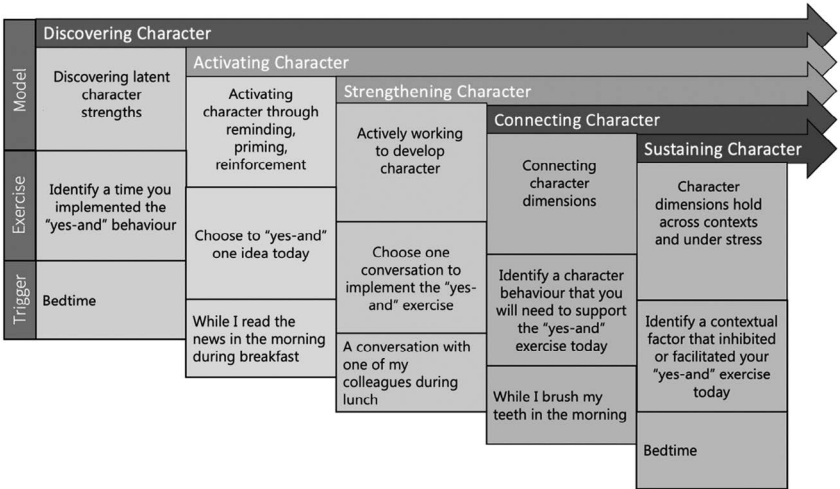 Model
Exercise
Trigger
Discovering Character
Discovering latent
character
strengths
Identify a time you
implemented the
"yes-and" behaviour
Bedtime
Activating Character
Activating
character through
reminding,
priming,
reinforcement
Choose to "yes-and"
one idea today
While I read the
news in the morning
during breakfast
Strengthening Character
Actively working
to develop
character
Choose one
conversation to
implement the "yes-
and" exercise
A conversation with
one of my
colleagues during
lunch
Connecting Character
Connecting
character
dimensions
Identify a character
behaviour that you
will need to support
the "yes-and"
exercise today
While I brush my
teeth in the morning
Sustaining Character
Character
dimensions hold
across contexts
and under stress
Identify a contextual
factor that inhibited
or facilitated your
"yes-and" exercise
today
Bedtime